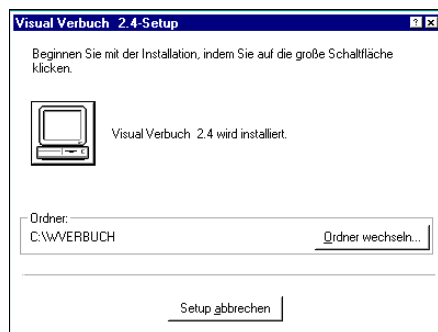 Visual Verbuch 2.4-Setup
Beginnen Sie mit der Installation, indem Sie auf die große Schaltfläche
klicken.
Visual Verbuch 2.4 wird installiert.
Ordner:
C:\WVERBUCH
Ordner wechseln...
Setup abbrechen